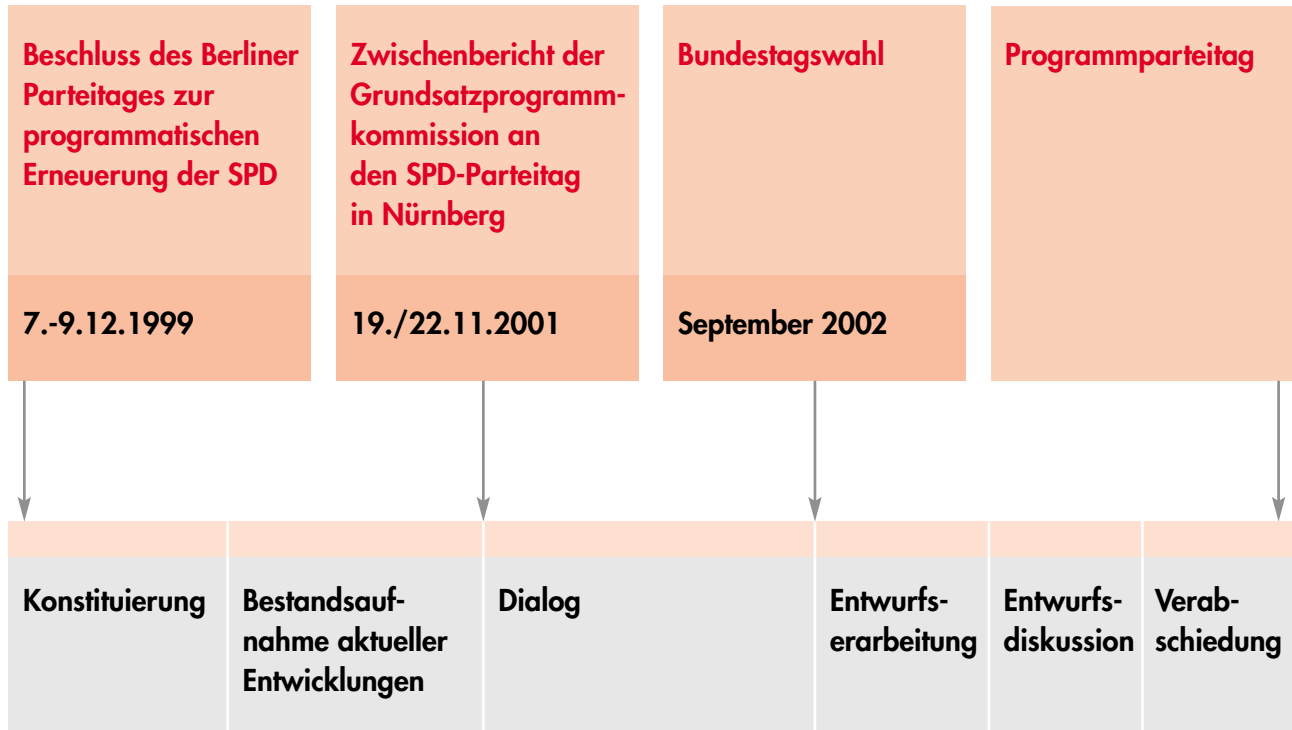 Beschluss des Berliner
Parteitages zur
programmatischen
Erneuerung der SPD
7.-9.12.1999
Zwischenbericht der
Grundsatzprogramm-
kommission an
den SPD-Parteitag
in Nürnberg
19./22.11.2001
Bundestagswahl
September 2002
Programmparteitag
Konstituierung
Bestandsauf-
nahme aktueller
Entwicklungen
Dialog
Entwurfs-
erarbeitung
Entwurfs-
diskussion
Verab-
schiedung